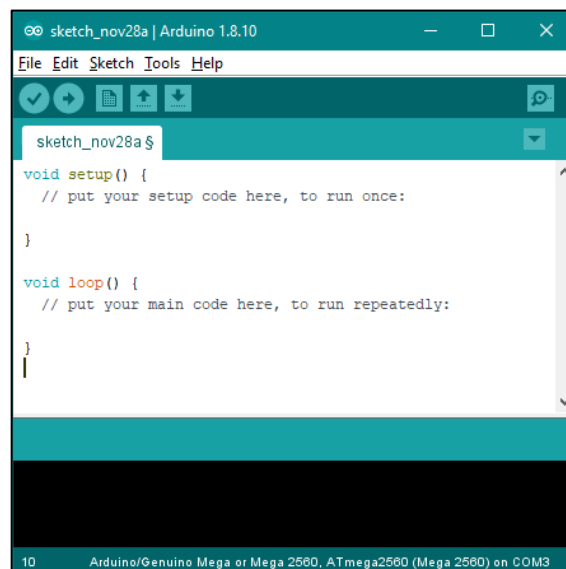 sketch_nov28a | Arduino 1.8.10
File Edit Sketch Tools Help
sketch_nov28a §
void setup() {
  // put your setup code here, to run once:
}
void loop() {
  // put your main code here, to run repeatedly:
}
10 Arduino/Genuino Mega or Mega 2560, ATmega2560 (Mega 2560) on COM3